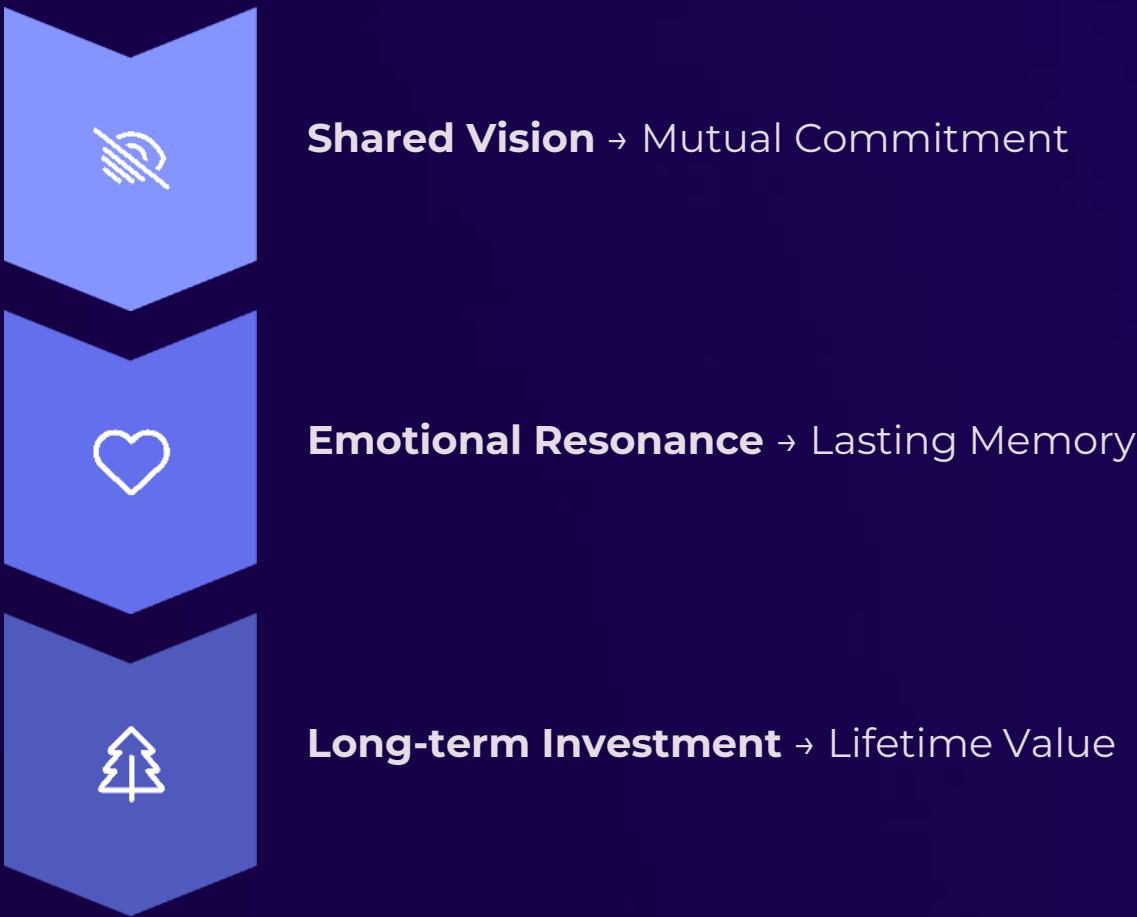 Shared Vision → Mutual Commitment
Emotional Resonance → Lasting Memory
Long-term Investment → Lifetime Value